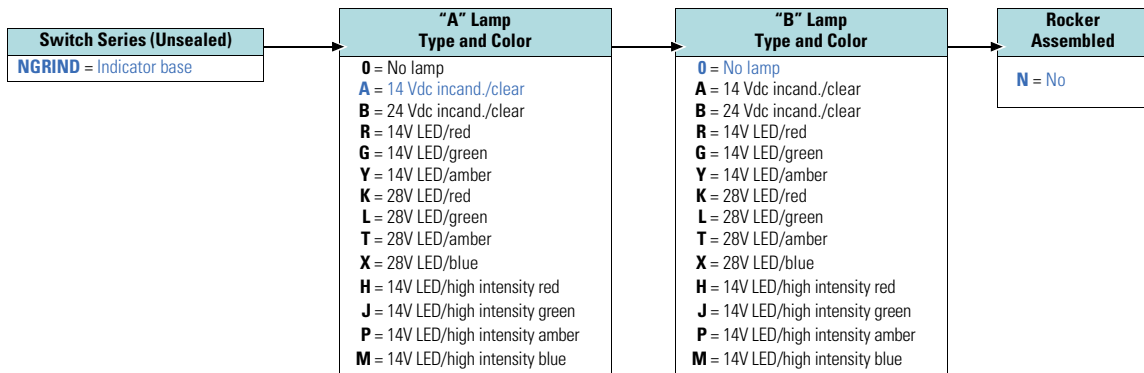 Switch Series (Unsealed)
NGRIND = Indicator base
“A” Lamp
Type and Color
0 = No lamp
A = 14 Vdc incand./clear
B = 24 Vdc incand./clear
R = 14V LED/red
G = 14V LED/green
Y = 14V LED/amber
K = 28V LED/red
L = 28V LED/green
T = 28V LED/amber
X = 28V LED/blue
H = 14V LED/high intensity red
J = 14V LED/high intensity green
P = 14V LED/high intensity amber
M = 14V LED/high intensity blue
“B” Lamp
Type and Color
0 = No lamp
A = 14 Vdc incand./clear
B = 24 Vdc incand./clear
R = 14V LED/red
G = 14V LED/green
Y = 14V LED/amber
K = 28V LED/red
L = 28V LED/green
T = 28V LED/amber
X = 28V LED/blue
H = 14V LED/high intensity red
J = 14V LED/high intensity green
P = 14V LED/high intensity amber
M = 14V LED/high intensity blue
Rocker
Assembled
N = No